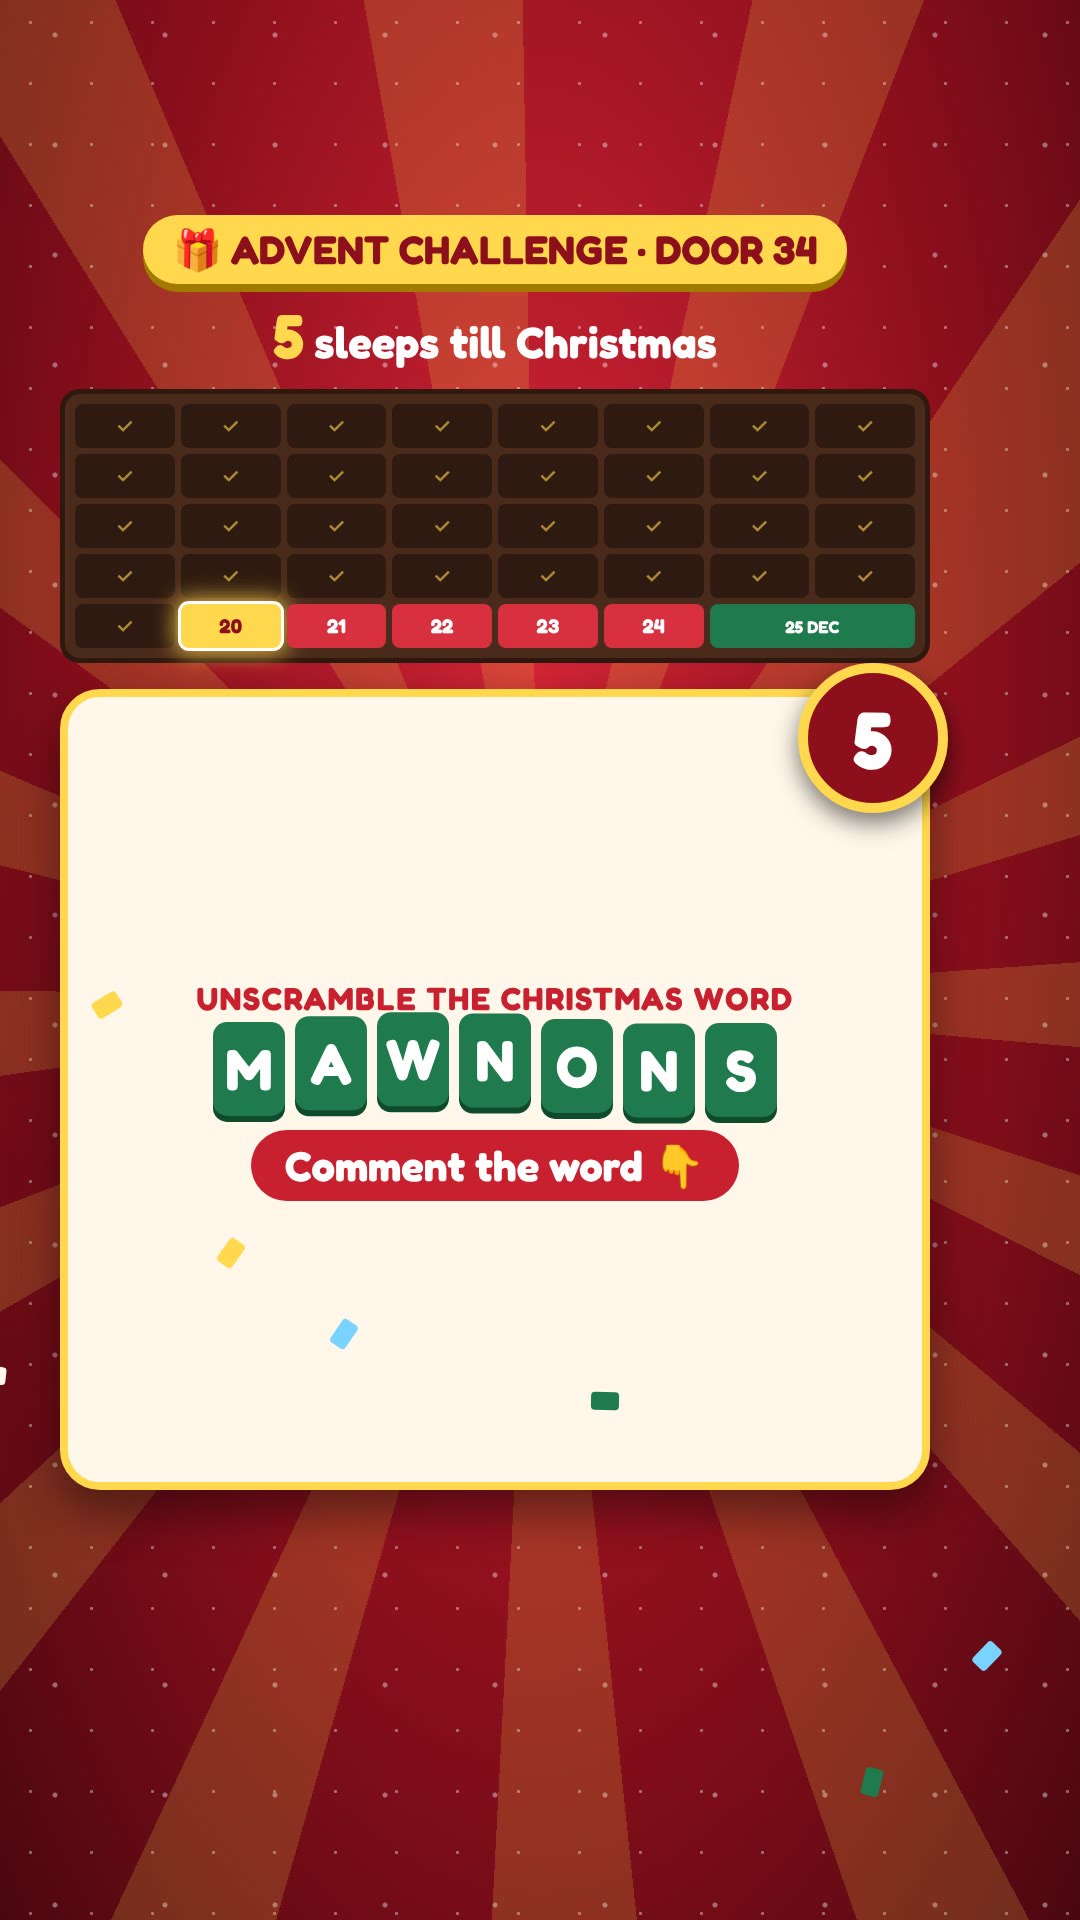 🎁 ADVENT CHALLENGE · DOOR 34
5 sleeps till Christmas
20 21 22 23 24 25 DEC
5
UNSCRAMBLE THE CHRISTMAS WORD
M A W N O N S
Comment the word 👇